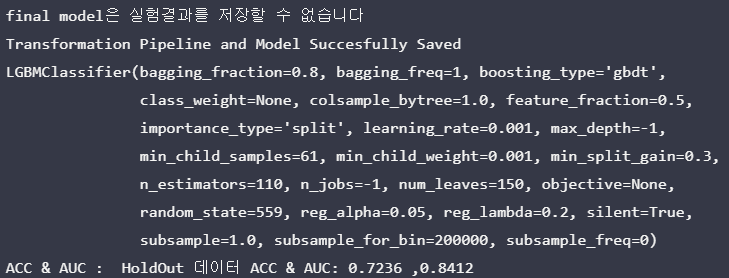 final model은 실험결과를 저장할 수 없습니다
Transformation Pipeline and Model Succesfully Saved
LGBMClassifier(bagging_fraction=0.8, bagging_freq=1, boosting_type='gbdt',
class_weight=None, colsample_bytree=1.0, feature_fraction=0.5,
importance_type='split', learning_rate=0.001, max_depth=-1,
min_child_samples=61, min_child_weight=0.001, min_split_gain=0.3,
n_estimators=110, n_jobs=-1, num_leaves=150, objective=None,
random_state=559, reg_alpha=0.05, reg_lambda=0.2, silent=True,
subsample=1.0, subsample_for_bin=200000, subsample_freq=0)
ACC & AUC :  HoldOut 데이터 ACC & AUC: 0.7236 ,0.8412